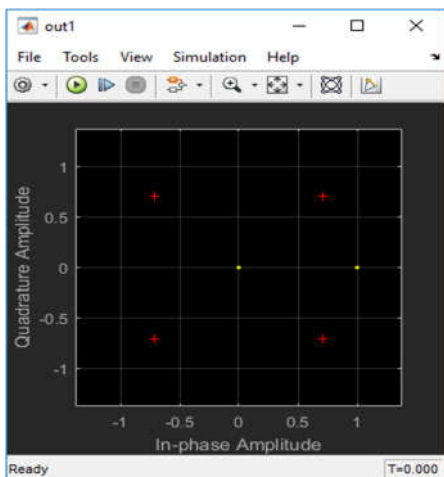 out1
File Tools View Simulation Help
1
0.5
0
-0.5
-1
Quadrature Amplitude
-1 -0.5 0 0.5 1
In-phase Amplitude
Ready T=0.000